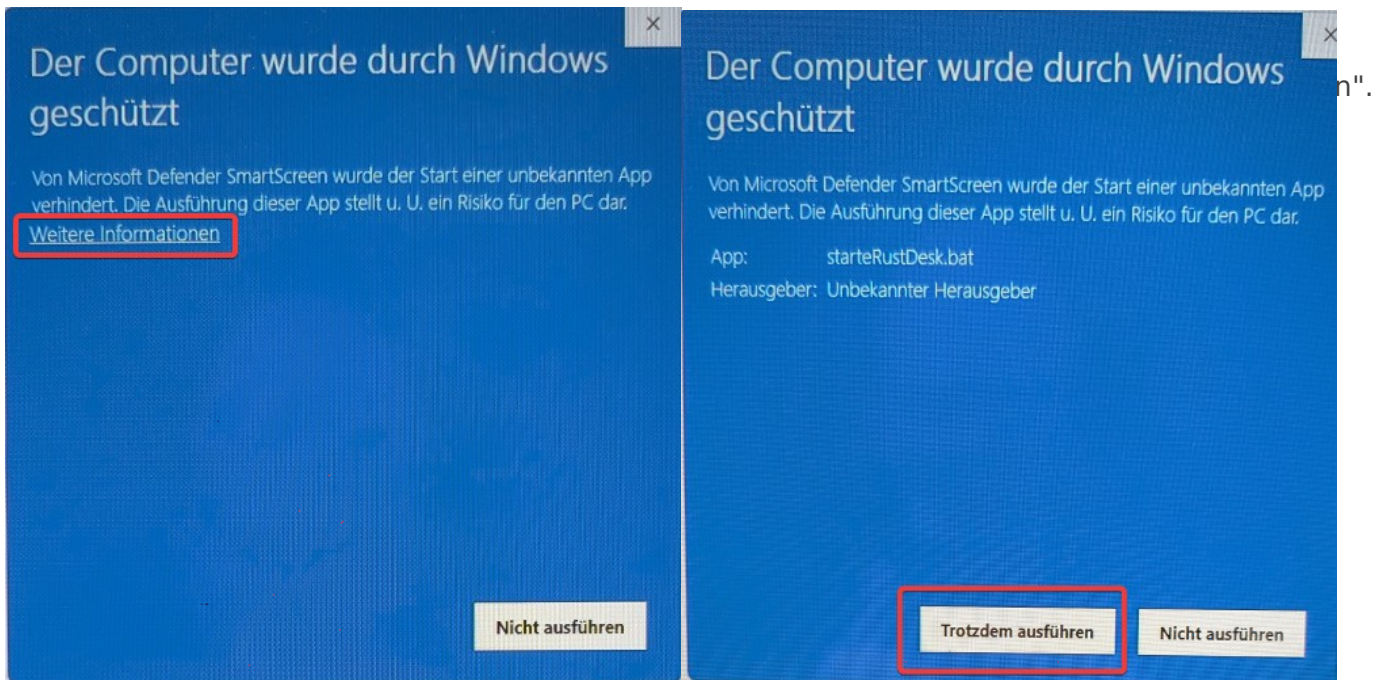 Der Computer wurde durch Windows
geschützt
Von Microsoft Defender SmartScreen wurde der Start einer unbekannten App
verhindert. Die Ausführung dieser App stellt u. U. ein Risiko für den PC dar.
Weitere Informationen
Nicht ausführen
Der Computer wurde durch Windows
geschützt
n".
Von Microsoft Defender SmartScreen wurde der Start einer unbekannten App
verhindert. Die Ausführung dieser App stellt u. U. ein Risiko für den PC dar.
App: starteRustDesk.bat
Herausgeber: Unbekannter Herausgeber
Trotzdem ausführen Nicht ausführen